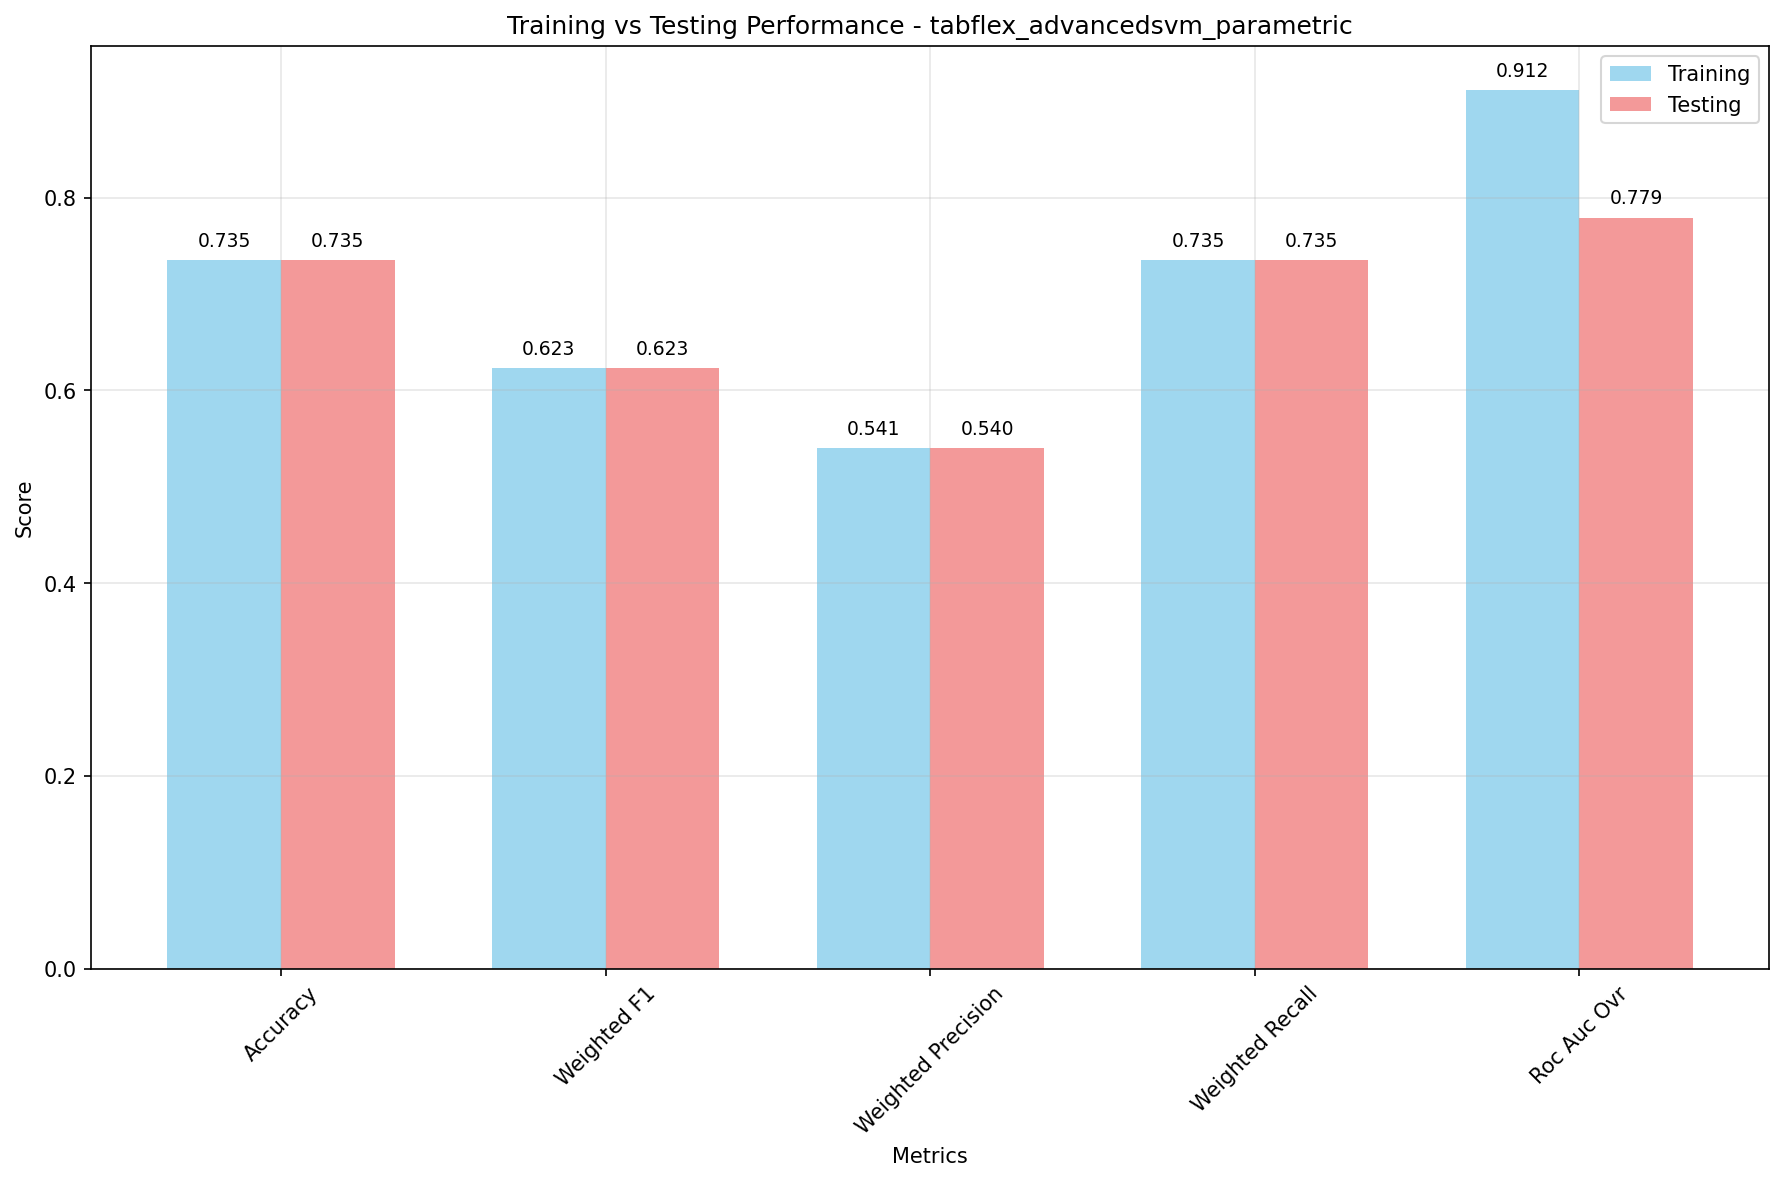 Training vs Testing Performance - tabflex_advancedsvm_parametric
Training
Testing
0.912
0.779
0.735
0.735
0.735
0.735
0.623
0.623
0.541
0.540
Score
0.8
0.6
0.4
0.2
0.0
Accuracy
Weighted F1
Weighted Precision
Weighted Recall
Roc Auc Ovr
Metrics